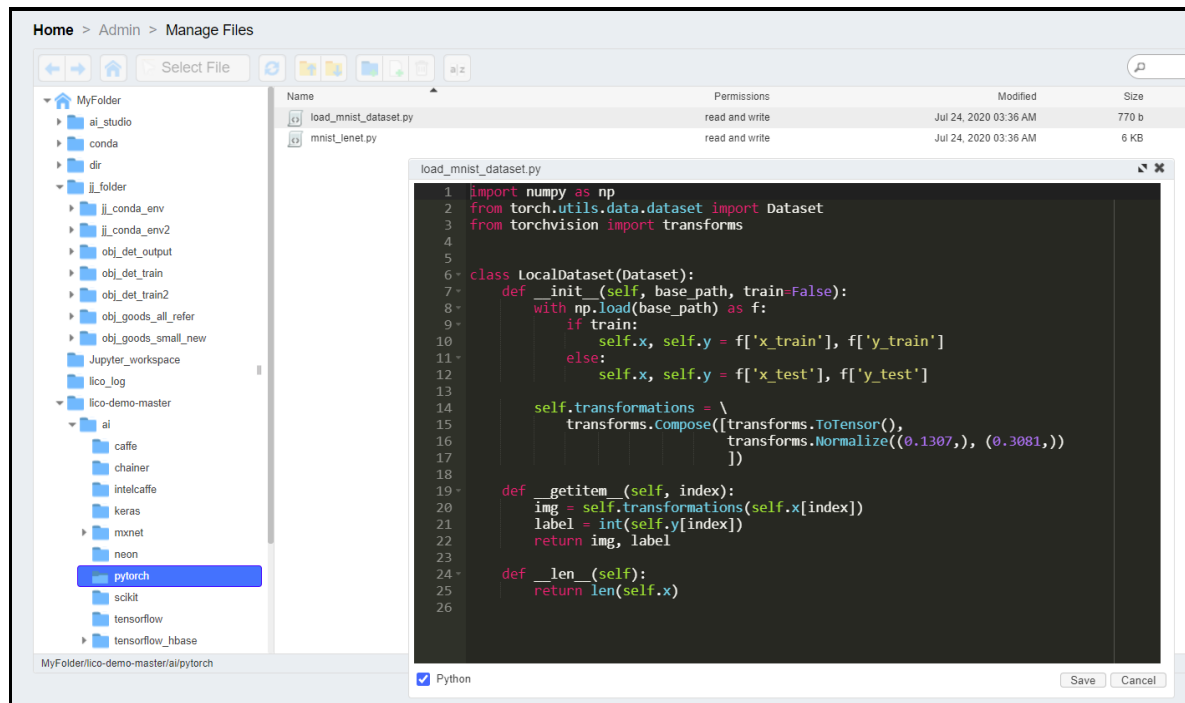 Home > Admin > Manage Files
Select File
a|z
MyFolder
ai_studio
conda
dir
jj_folder
jj_conda_env
jj_conda_env2
obj_det_output
obj_det_train
obj_det_train2
obj_goods_all_refer
obj_goods_small_new
Jupyter_workspace
lico_log
lico-demo-master
ai
caffe
chainer
intelcaffe
keras
mxnet
neon
pytorch
scikit
tensorflow
tensorflow_hbase
MyFolder/lico-demo-master/ai/pytorch
Name Permissions Modified Size
load_mnist_dataset.py read and write Jul 24, 2020 03:36 AM 770 b
mnist_lenet.py read and write Jul 24, 2020 03:36 AM 6 KB
load_mnist_dataset.py
1 import numpy as np
2 from torch.utils.data.dataset import Dataset
3 from torchvision import transforms
4
5
6 class LocalDataset(Dataset):
7     def __init__(self, base_path, train=False):
8         with np.load(base_path) as f:
9             if train:
10                 self.x, self.y = f['x_train'], f['y_train']
11             else:
12                 self.x, self.y = f['x_test'], f['y_test']
13
14         self.transformations = \
15             transforms.Compose([transforms.ToTensor(),
16                                 transforms.Normalize((0.1307,), (0.3081,))
17                                 ])
18
19     def __getitem__(self, index):
20         img = self.transformations(self.x[index])
21         label = int(self.y[index])
22         return img, label
23
24     def __len__(self):
25         return len(self.x)
26
Python
Save Cancel